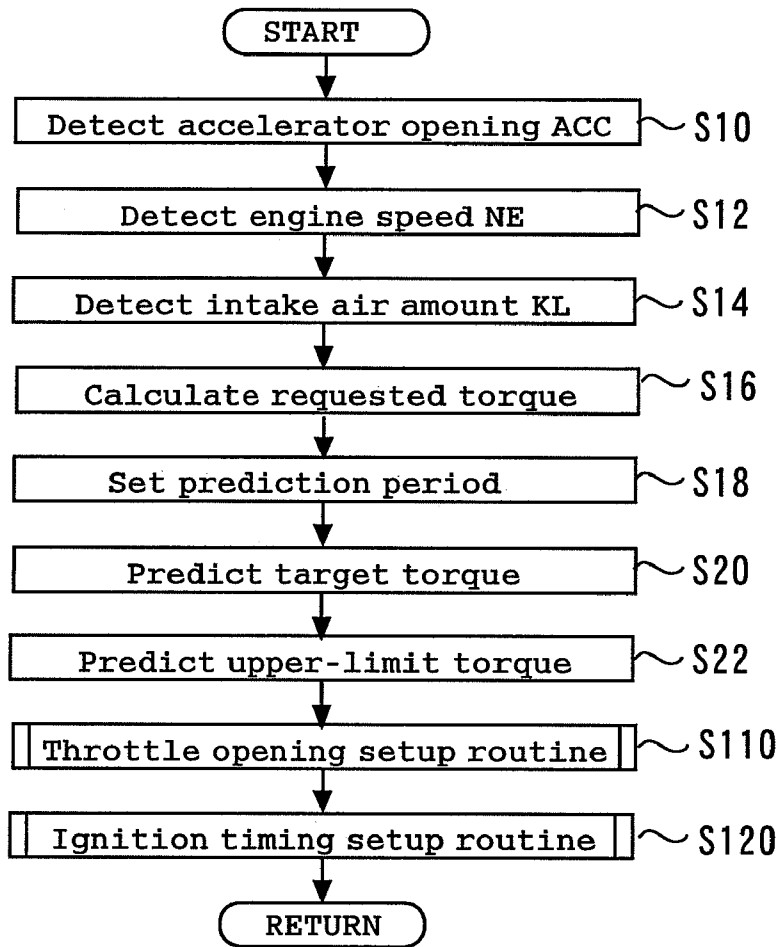 START
Detect accelerator opening ACC S10
Detect engine speed NE S12
Detect intake air amount KL S14
Calculate requested torque S16
Set prediction period S18
Predict target torque S20
Predict upper-limit torque S22
Throttle opening setup routine S110
Ignition timing setup routine S120
RETURN